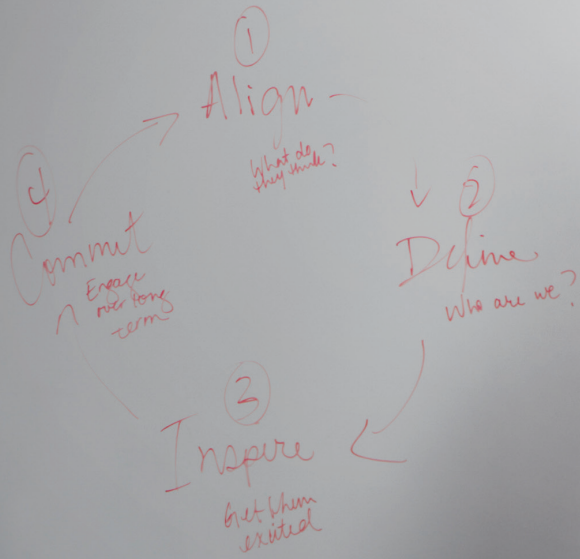 1
Align
What do
they think?
2
Define
Who are we?
3
Inspire
Get them
excited
4
Commit
Engage
over long
term